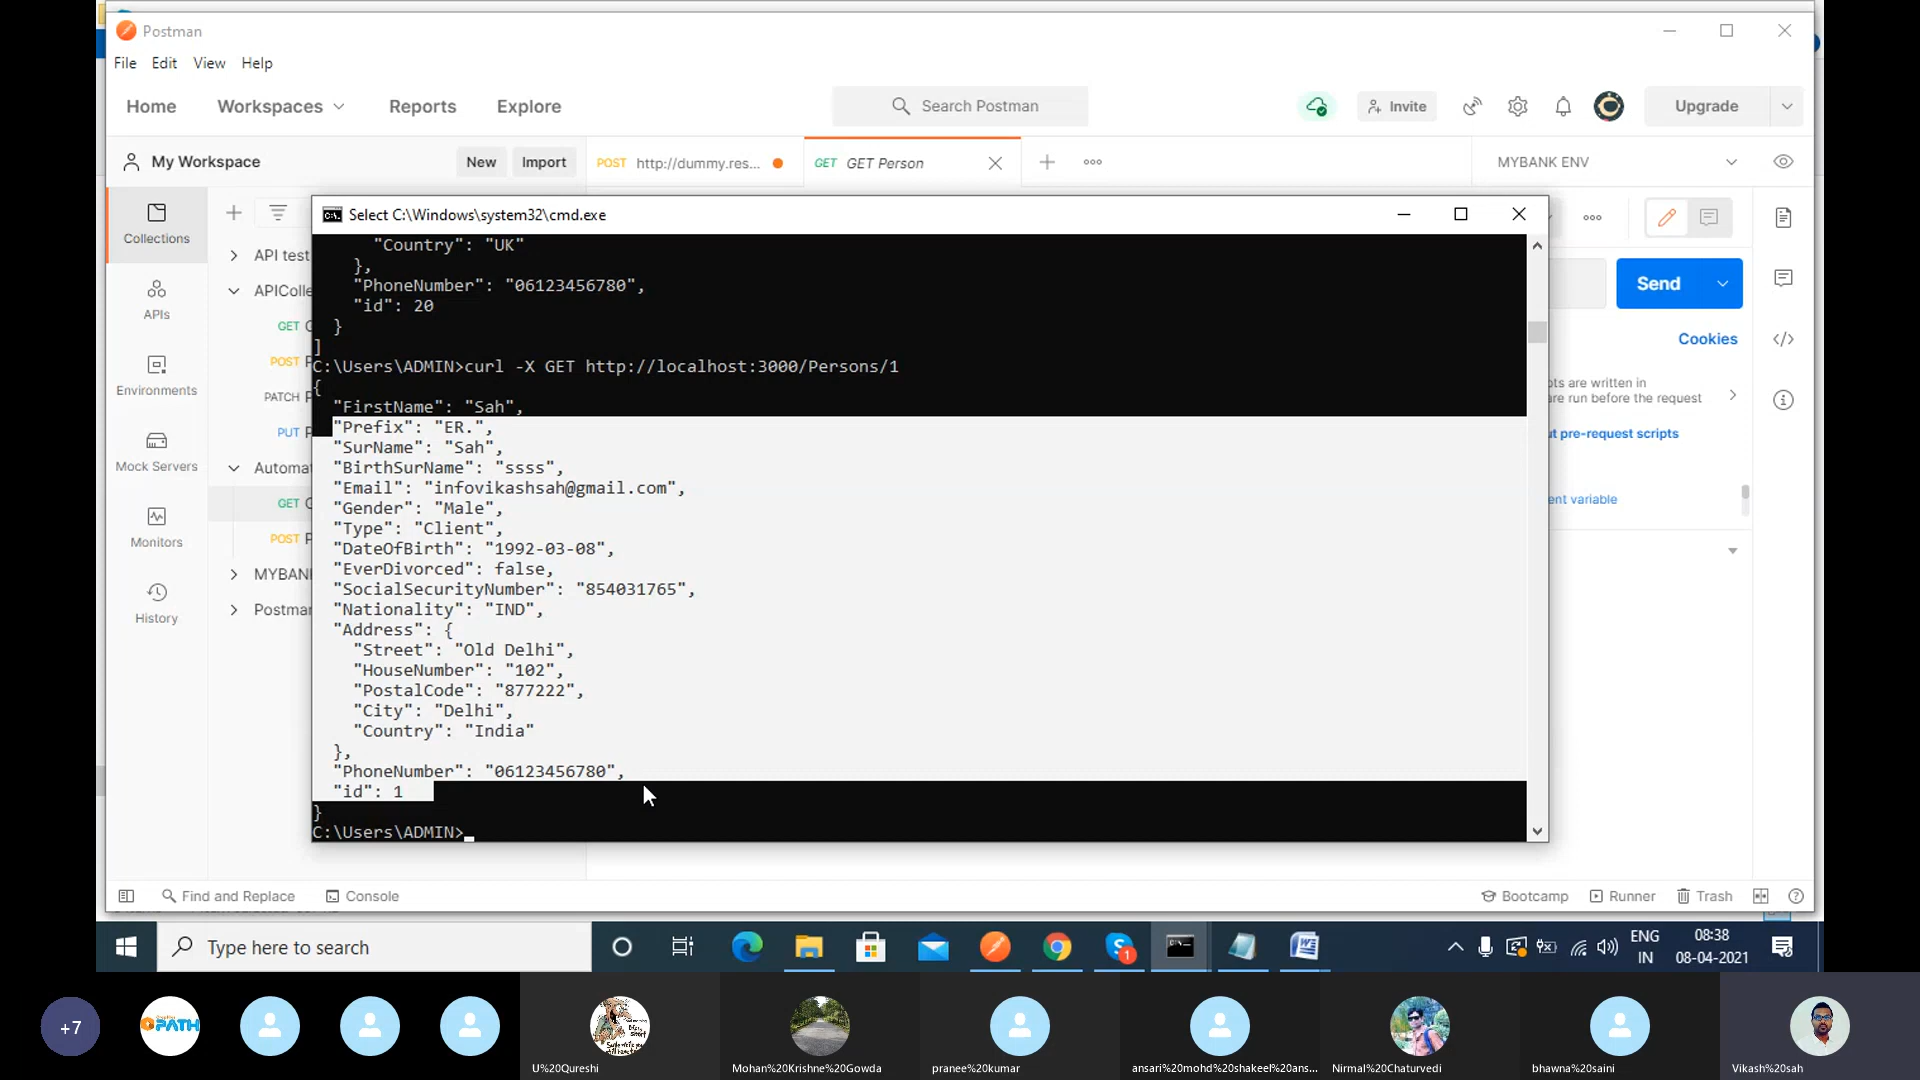 Postman
File Edit View Help
Home Workspaces Reports Explore
Search Postman
Invite
Upgrade
My Workspace
New Import
POST http://dummy.res...
GET GET Person
MYBANK ENV
Select C:\Windows\system32\cmd.exe
Collections
APIs
Environments
Mock Servers
Monitors
History
API test
APIColle
GET
POST
PATCH
PUT
Automat
GET
POST
MYBANK
Postman
"Country": "UK"
},
"PhoneNumber": "06123456780",
"id": 20
}
]
C:\Users\ADMIN>curl -X GET http://localhost:3000/Persons/1
{
"FirstName": "Sah",
"Prefix": "ER.",
"SurName": "Sah",
"BirthSurName": "ssss",
"Email": "infovikashsah@gmail.com",
"Gender": "Male",
"Type": "Client",
"DateOfBirth": "1992-03-08",
"EverDivorced": false,
"SocialSecurityNumber": "854031765",
"Nationality": "IND",
"Address": {
"Street": "Old Delhi",
"HouseNumber": "102",
"PostalCode": "877222",
"City": "Delhi",
"Country": "India"
},
"PhoneNumber": "06123456780",
"id": 1
}
C:\Users\ADMIN>
Send
Cookies
pts are written in
are run before the request
ut pre-request scripts
ent variable
Find and Replace Console
Bootcamp Runner Trash
Type here to search
ENG
IN
08:38
08-04-2021
+7
PATH
U%20Qureshi
Mohan%20Krishne%20Gowda
pranee%20kumar
ansari%20mohd%20shakeel%20ans...
Nirmal%20Chaturvedi
bhawna%20saini
Vikash%20sah